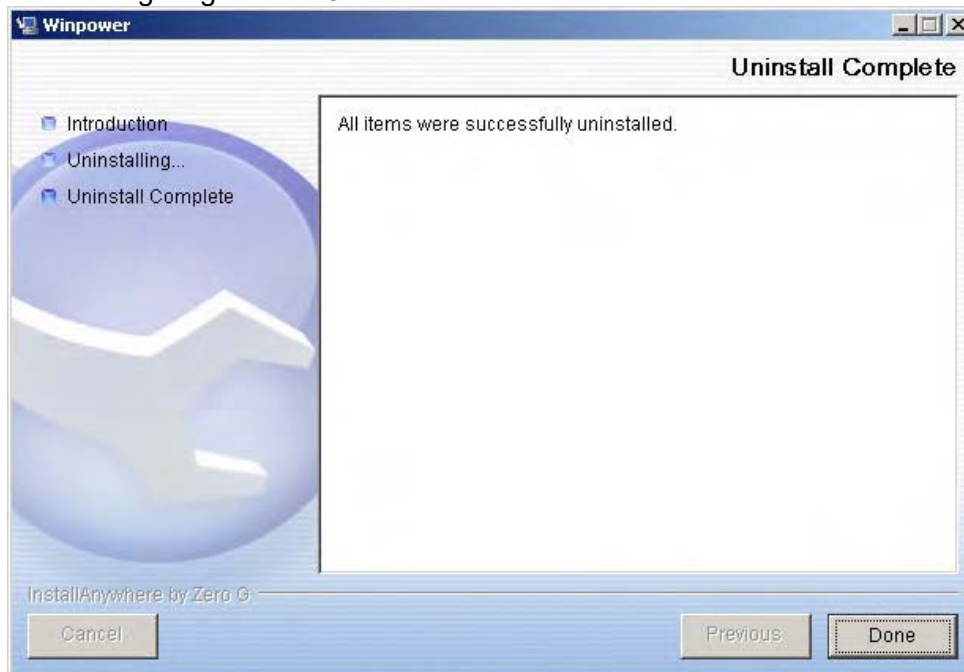 Winpower
Uninstall Complete
Introduction
Uninstalling...
Uninstall Complete
All items were successfully uninstalled.
InstallAnywhere by Zero G
Cancel
Previous
Done